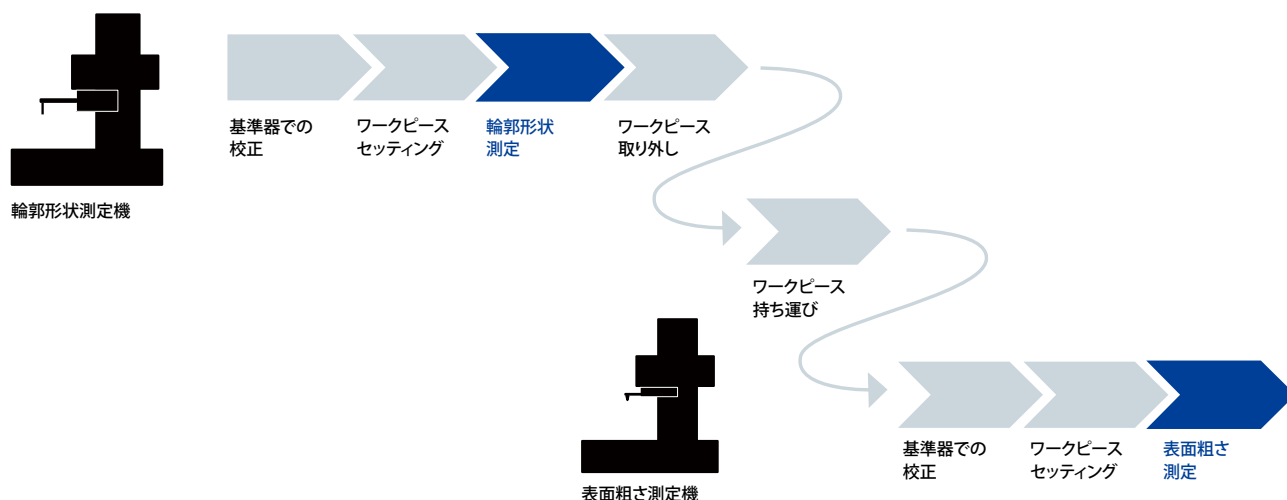 基準器での
校正
ワークピース
セッティング
輪郭形状
測定
ワークピース
取り外し
輪郭形状測定機
ワークピース
持ち運び
基準器での
校正
ワークピース
セッティング
表面粗さ
測定
表面粗さ測定機